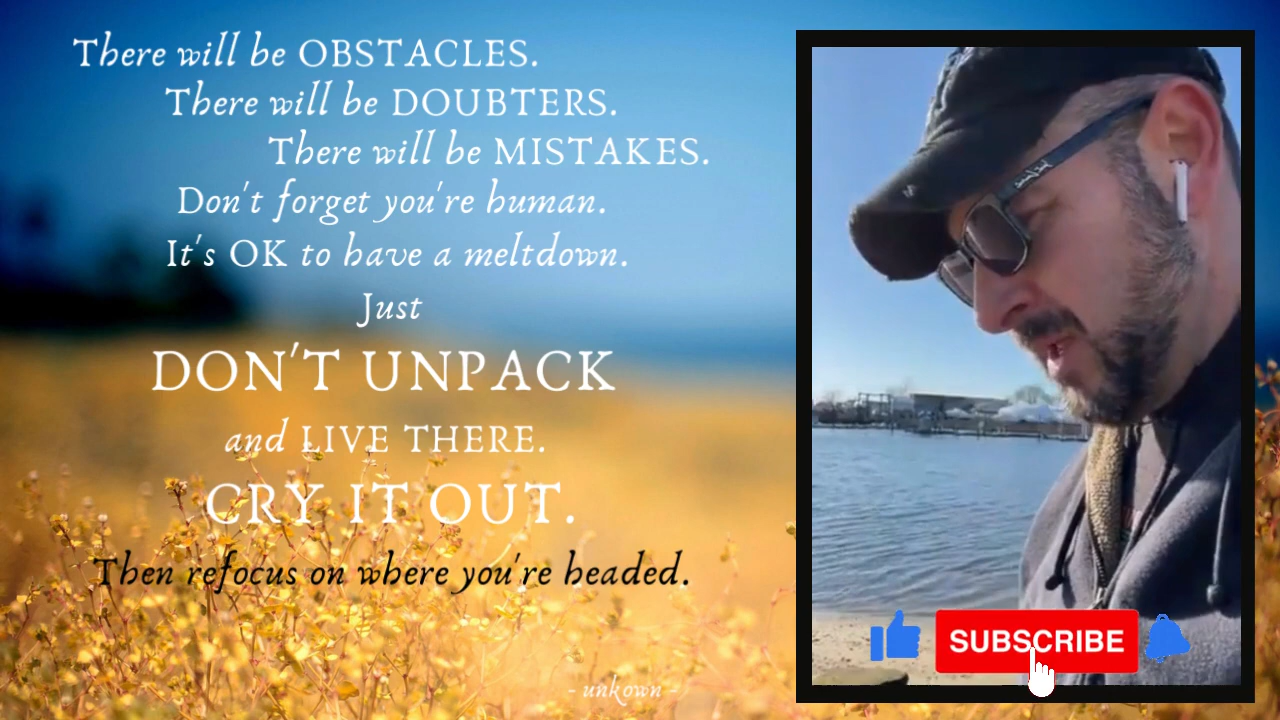 There will be OBSTACLES.
There will be DOUBTERS.
There will be MISTAKES.
Don't forget you're human.
It's OK to have a meltdown.
Just
DON'T UNPACK
and LIVE THERE.
CRY IT OUT.
Then refocus on where you're headed.
- unkown -
SUBSCRIBE